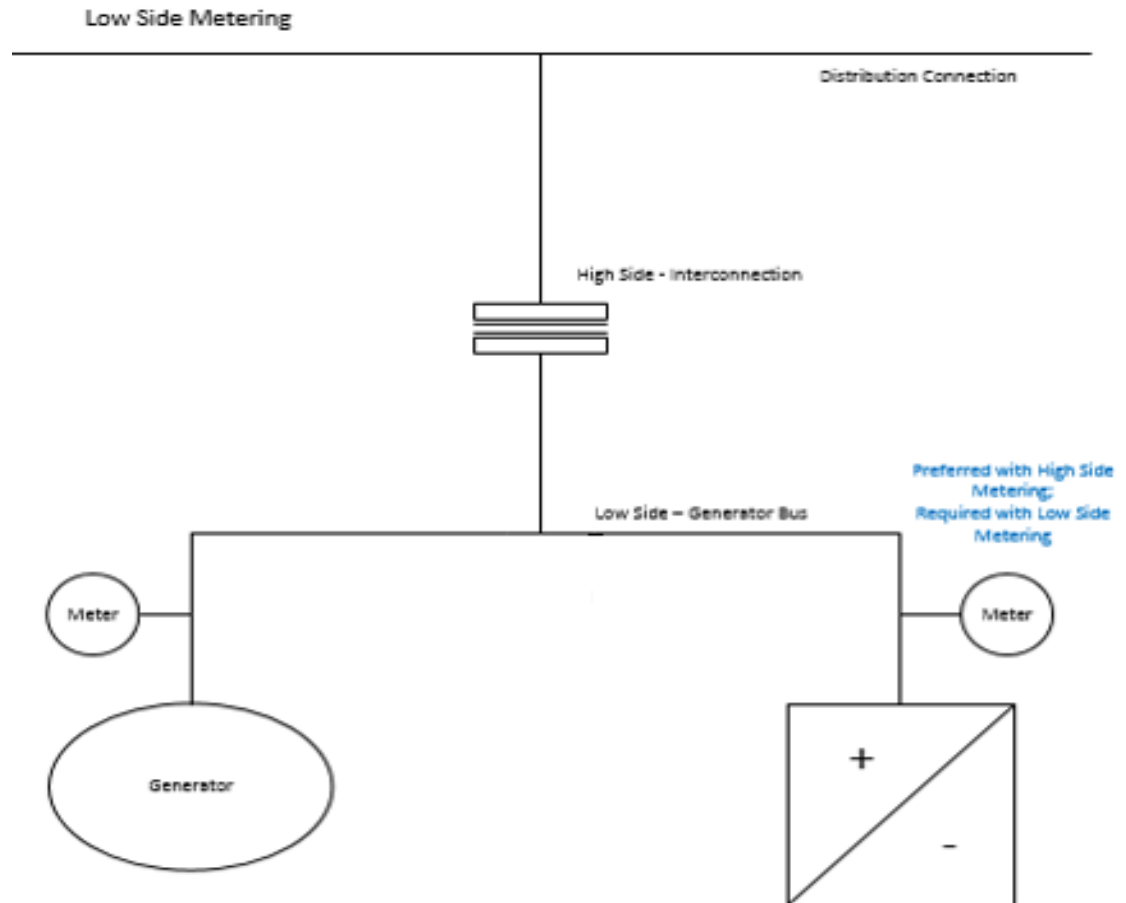 Low Side Metering
Distribution Connection
High Side - Interconnection
Preferred with High Side
Metering;
Required with Low Side
Metering
Low Side – Generator Bus
Meter
Meter
Generator
+
-